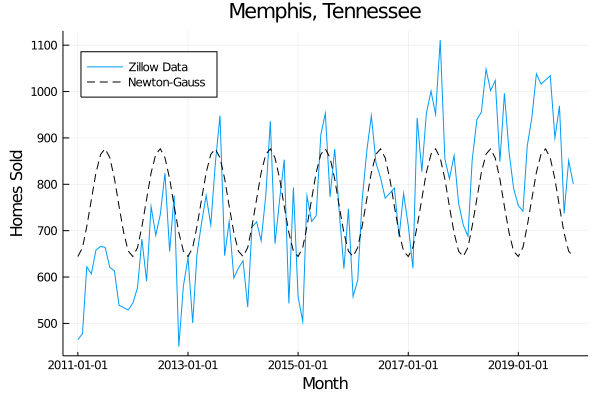 Memphis, Tennessee
Zillow Data
Newton-Gauss
Homes Sold
1100
1000
900
800
700
600
500
2011-01-01 2013-01-01 2015-01-01 2017-01-01 2019-01-01
Month